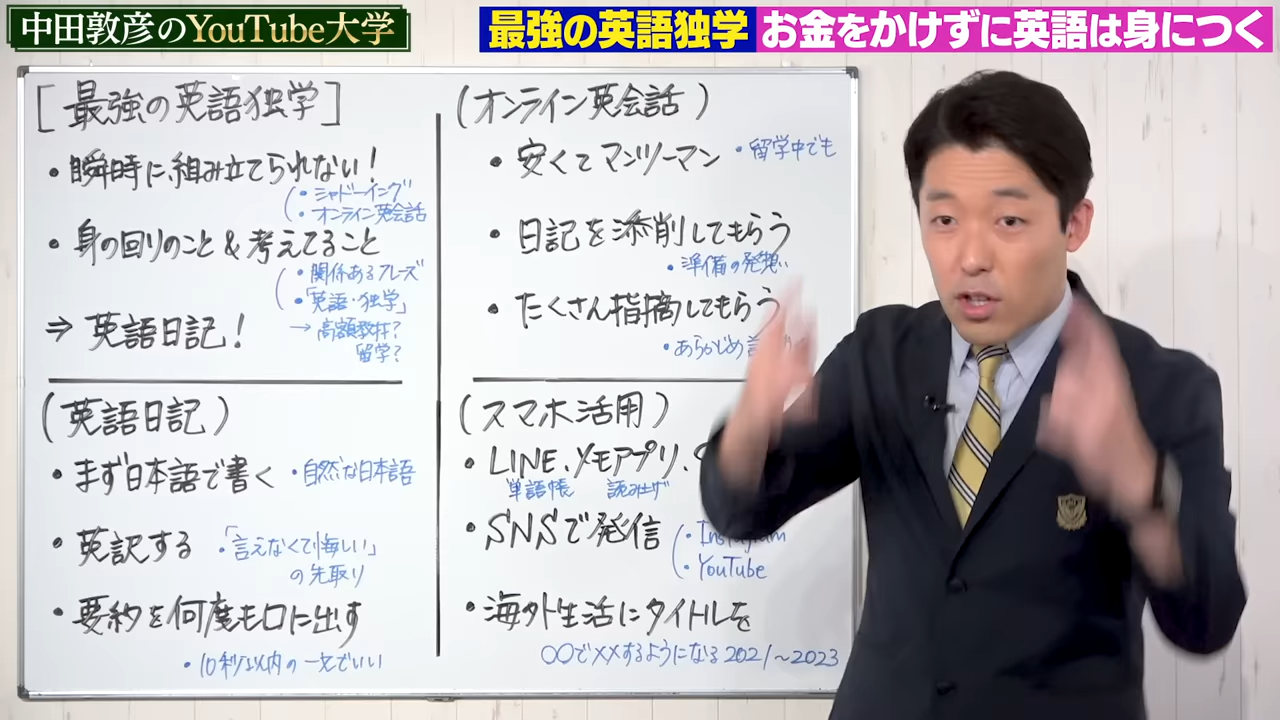 中田敦彦のYouTube大学
最強の英語独学 お金をかけずに英語は身につく
[最強の英語独学]
・瞬時に組み立てられない!
・シャドーイング
・オンライン英会話
・身の回りのこと & 考えてること
・関係あるフレーズ
・「英語・独学」
→ 高額教材?
留学?
⇒ 英語日記!
(英語日記)
・まず日本語で書く ・自然な日本語
・英訳する ・「言えなくて悔しい」
の先取り
・要約を何度も口に出す
・10秒以内の一文でいい
(オンライン英会話)
・安くてマンツーマン ・留学中でも
・日記を添削してもらう
・準備の発想
・たくさん指摘してもらう
・あらかじめ
(スマホ活用)
・LINE、メモアプリ、
単語帳 読み上げ
・SNSで発信
・Instagram
・YouTube
・海外生活にタイトルを
〇〇で××するようになる2021〜2023